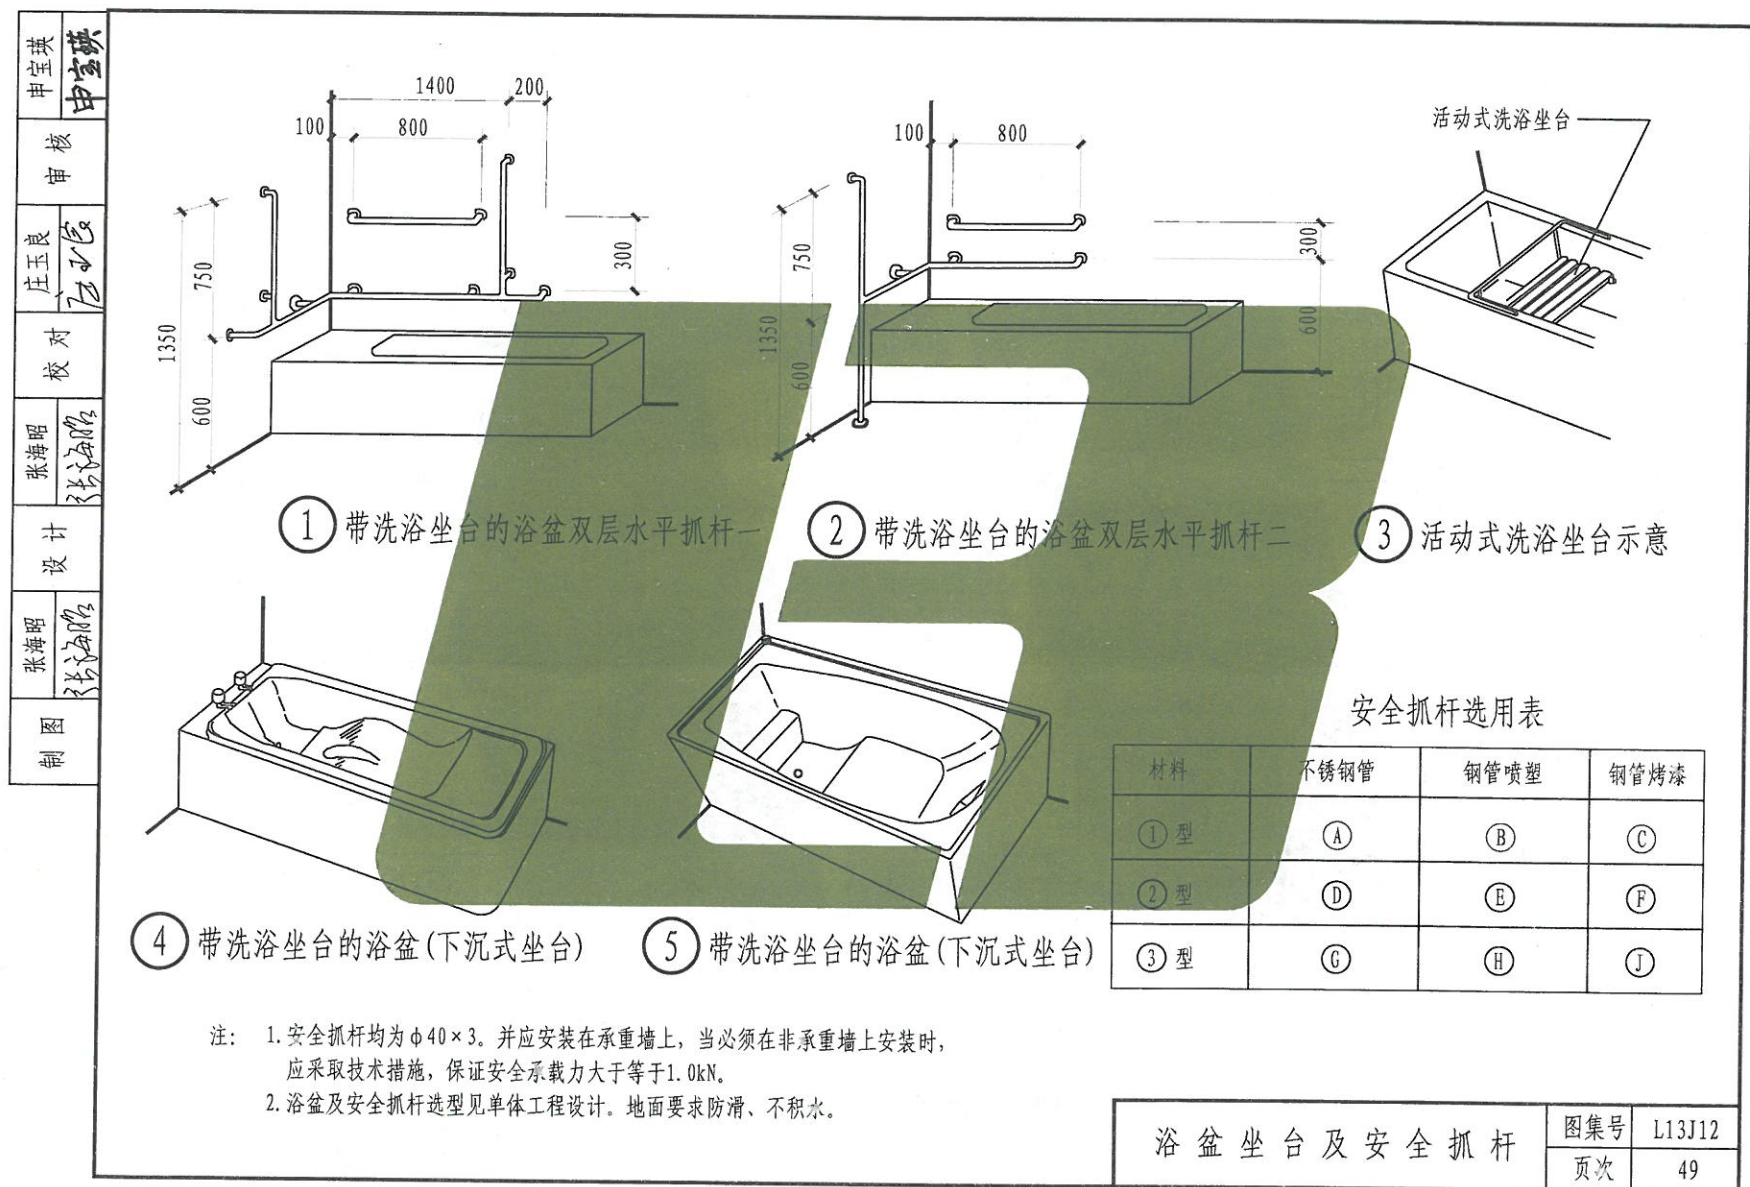 申宝瑛
申宝瑛
审核
庄玉良
校对
张海昭
张海昭
设计
张海昭
张海昭
制图
1400
200
100
800
300
750
1350
600
① 带洗浴坐台的浴盆双层水平抓杆一
100
800
750
300
1350
600
600
② 带洗浴坐台的浴盆双层水平抓杆二
活动式洗浴坐台
③ 活动式洗浴坐台示意
④ 带洗浴坐台的浴盆(下沉式坐台)
⑤ 带洗浴坐台的浴盆(下沉式坐台)
安全抓杆选用表
材料 不锈钢管 钢管喷塑 钢管烤漆
①型 Ⓐ Ⓑ Ⓒ
②型 Ⓓ Ⓔ Ⓕ
③型 Ⓖ Ⓗ Ⓙ
注: 1.安全抓杆均为φ40×3。并应安装在承重墙上,当必须在非承重墙上安装时,
应采取技术措施,保证安全承载力大于等于1.0kN。
2.浴盆及安全抓杆选型见单体工程设计。地面要求防滑、不积水。
浴盆坐台及安全抓杆
图集号 L13J12
页次 49